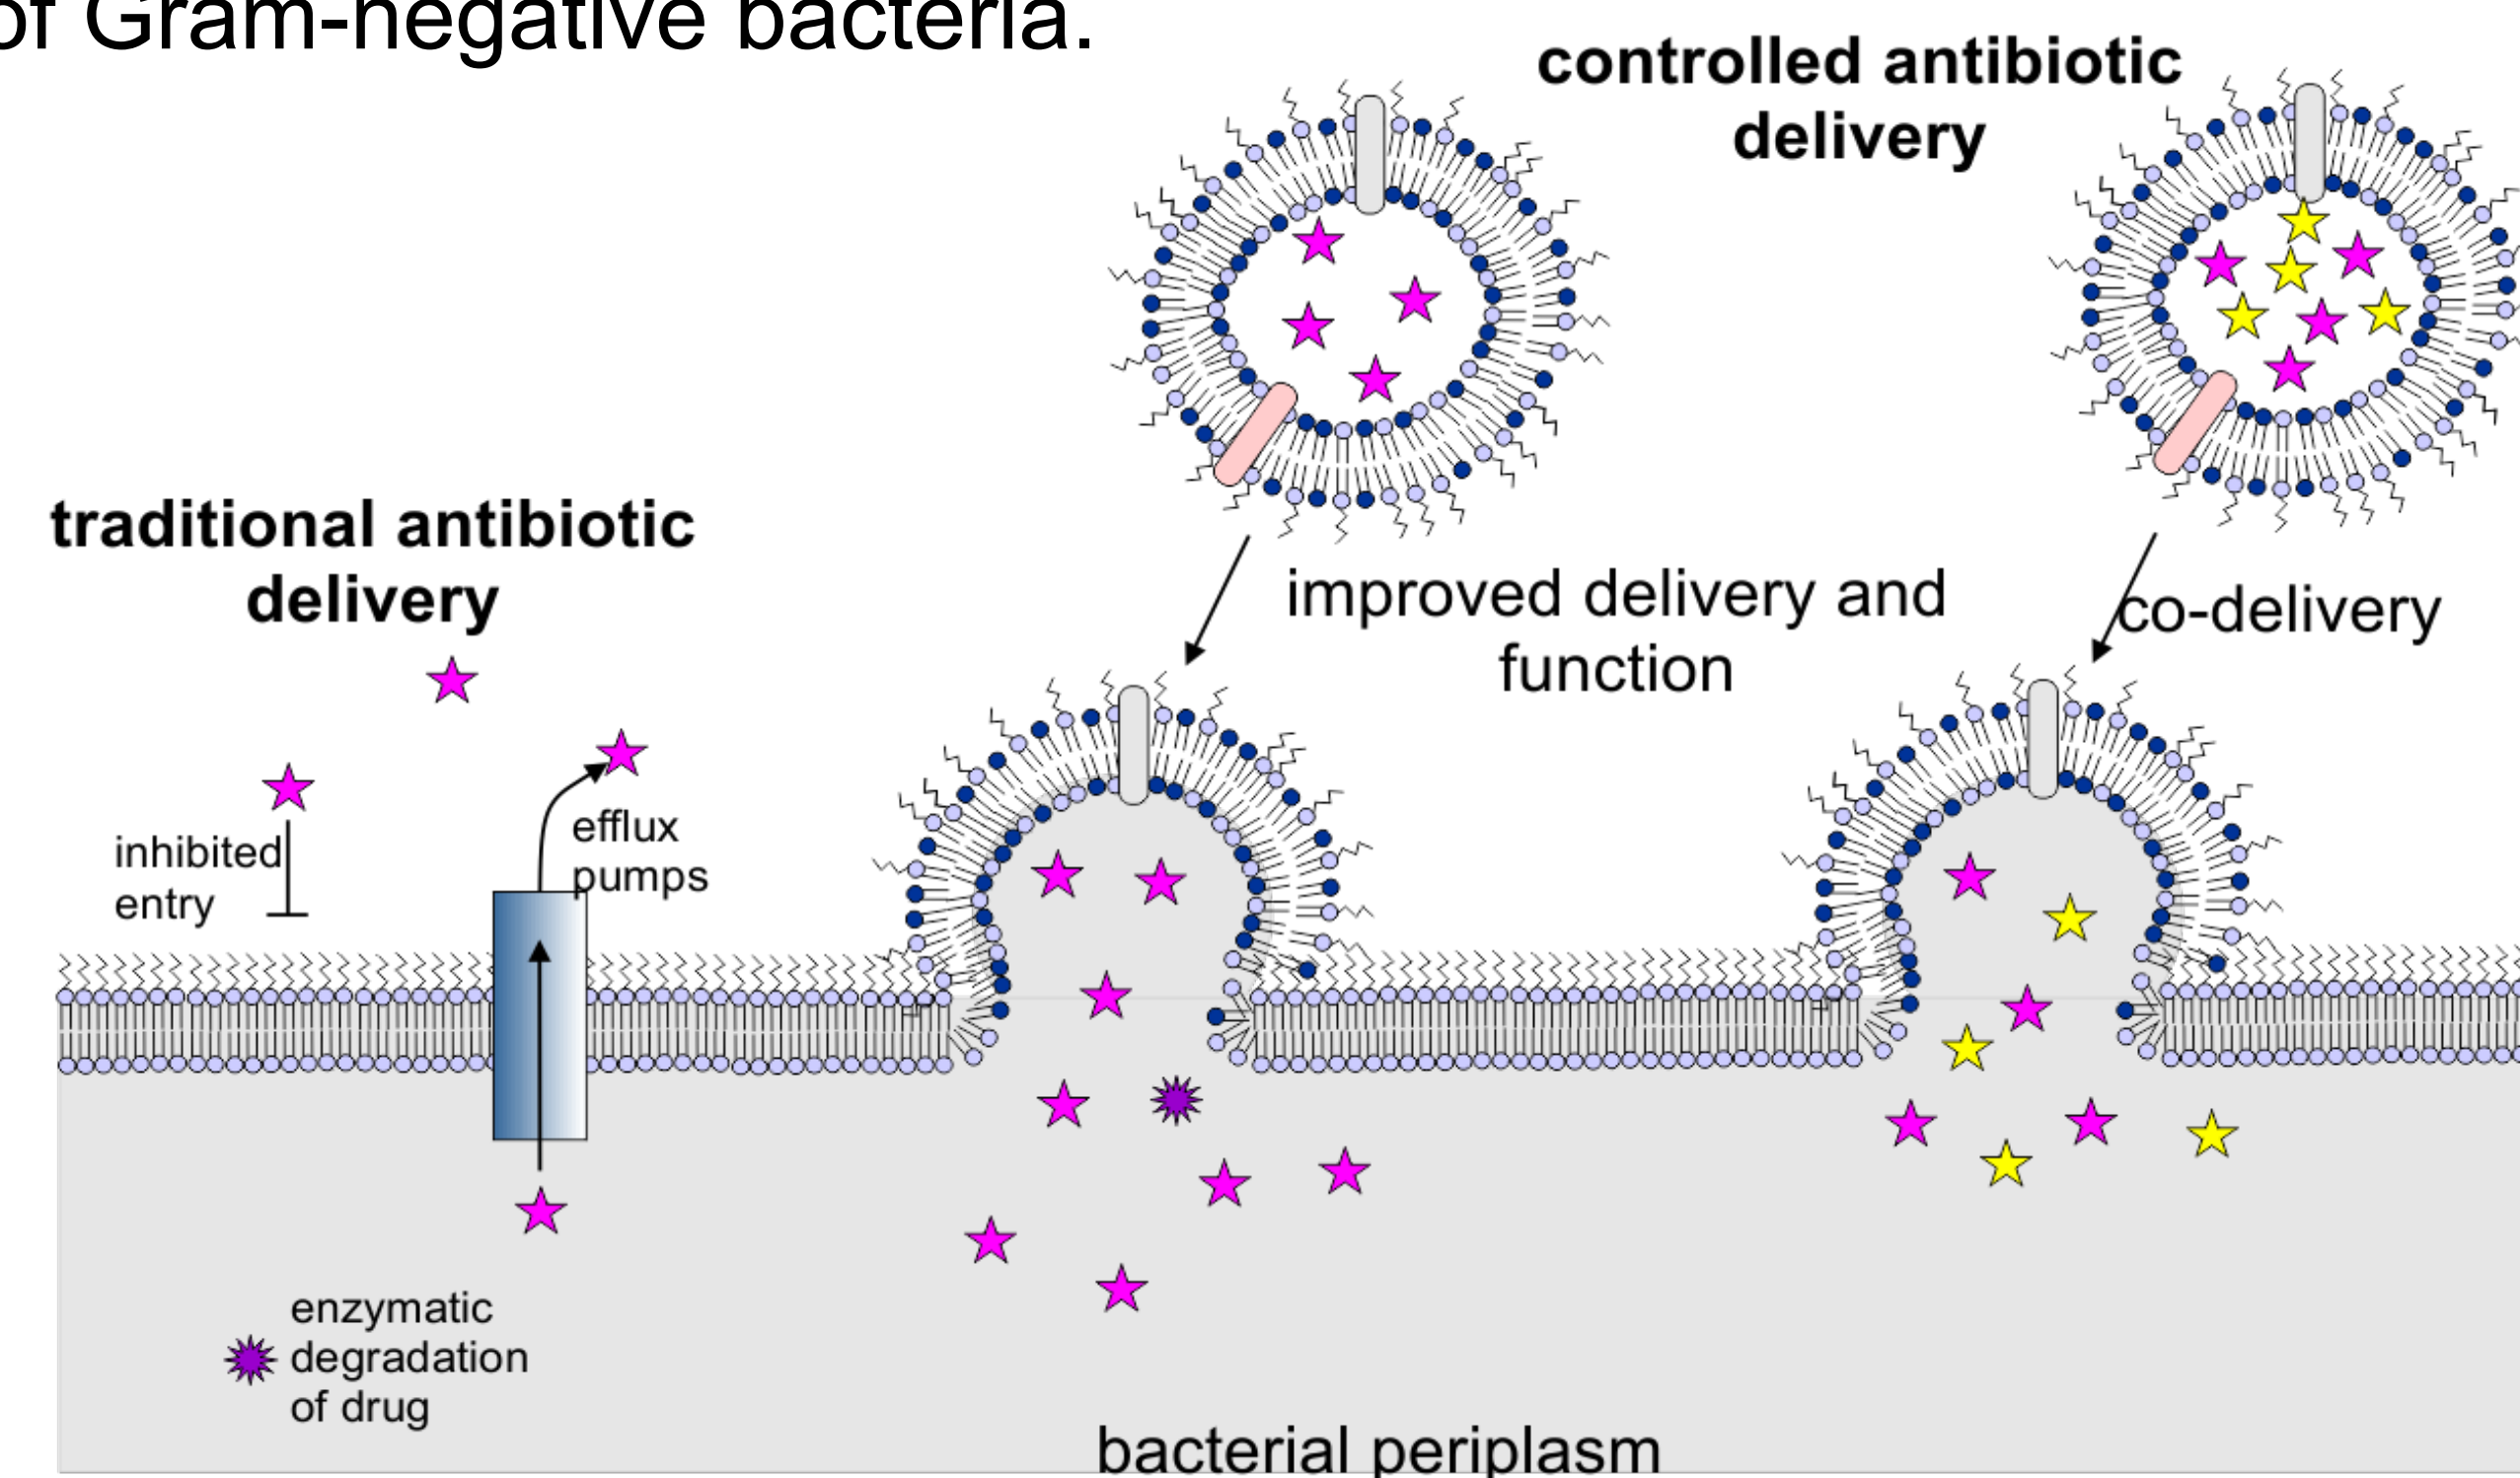 of Gram-negative bacteria.
controlled antibiotic
delivery
traditional antibiotic
delivery
improved delivery and
function
co-delivery
inhibited
entry
efflux
pumps
enzymatic
degradation
of drug
bacterial periplasm